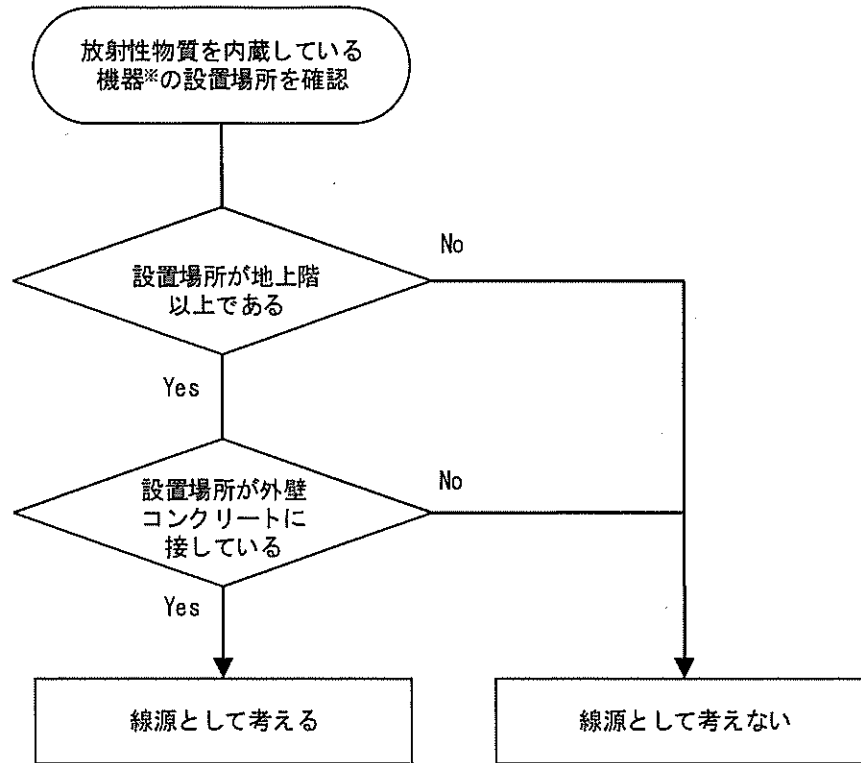 放射性物質を内蔵している
機器※の設置場所を確認
No
設置場所が地上階
以上である
Yes
No
設置場所が外壁
コンクリートに
接している
Yes
線源として考える
線源として考えない